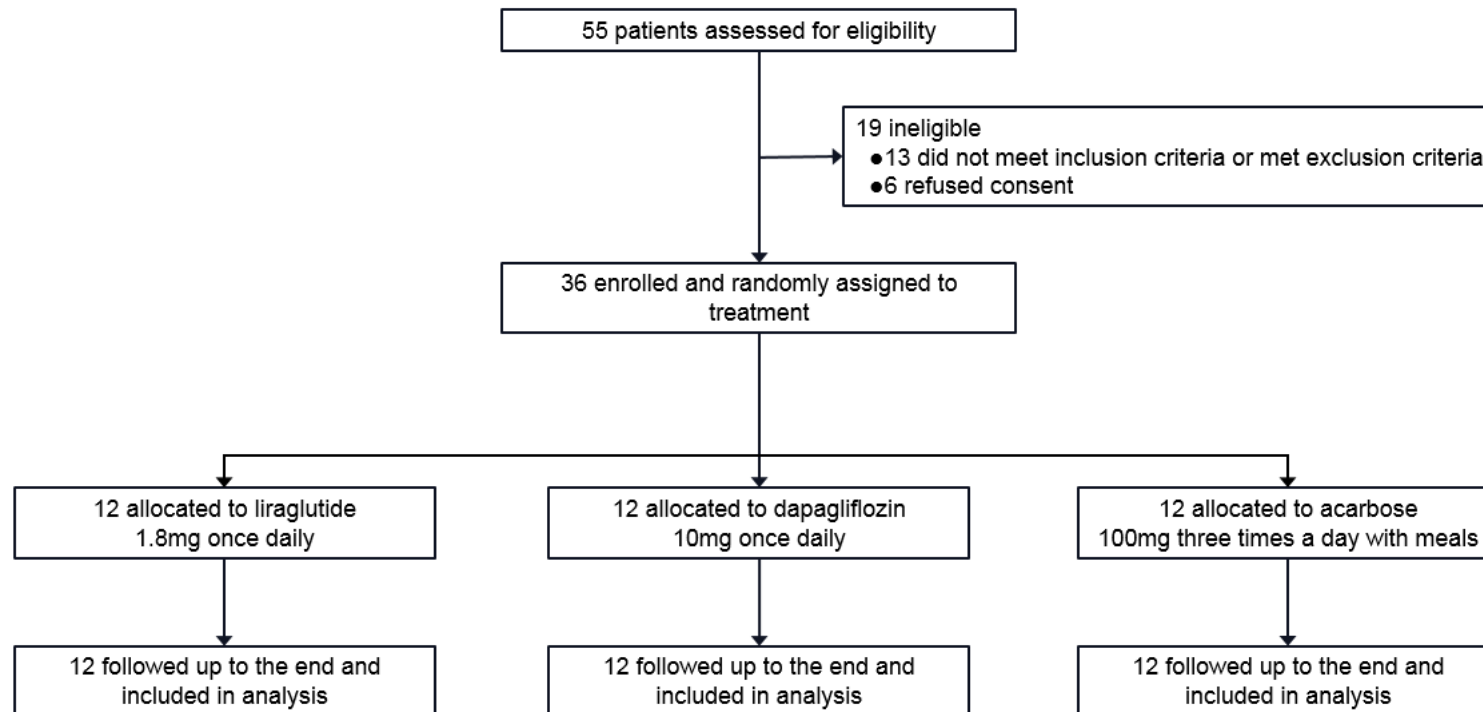 55 patients assessed for eligibility
19 ineligible
●13 did not meet inclusion criteria or met exclusion criteria
●6 refused consent
36 enrolled and randomly assigned to
treatment
12 allocated to liraglutide
1.8mg once daily
12 allocated to dapagliflozin
10mg once daily
12 allocated to acarbose
100mg three times a day with meals
12 followed up to the end and
included in analysis
12 followed up to the end and
included in analysis
12 followed up to the end and
included in analysis